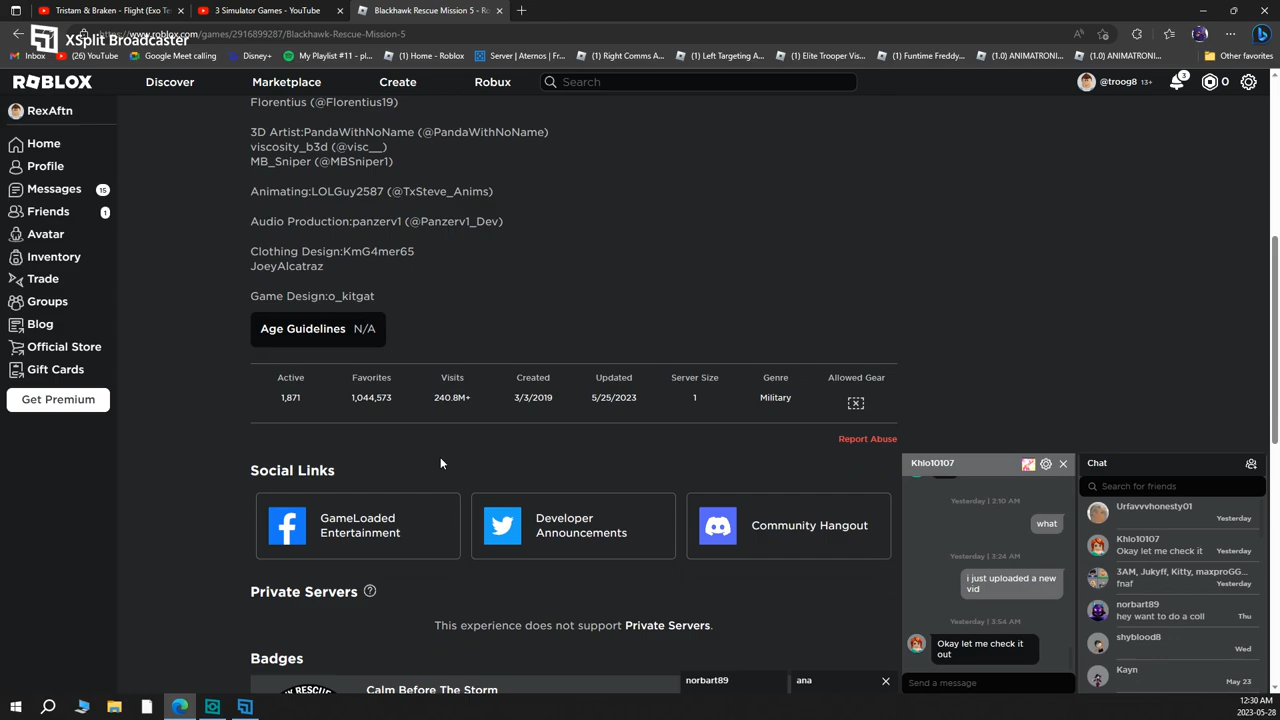 Tristam & Braken - Flight (Exo Te
3 Simulator Games - YouTube
Blackhawk Rescue Mission 5 - Ro
https://www.roblox.com/games/2916899287/Blackhawk-Rescue-Mission-5
XSplit Broadcaster
Inbox
(26) YouTube
Google Meet calling
Disney+
My Playlist #11 – pl...
(1) Home - Roblox
Server | Aternos | Fr...
(1) Right Comms A...
(1) Left Targeting A...
(1) Elite Trooper Vis...
(1) Funtime Freddy...
(1.0) ANIMATRONI...
(1.0) ANIMATRONI...
Other favorites
ROBLOX
Discover
Marketplace
Create
Robux
Search
@troog8 13+
3
0
RexAftn
Home
Profile
Messages 15
Friends 1
Avatar
Inventory
Trade
Groups
Blog
Official Store
Gift Cards
Get Premium
Florentius (@Florentius19)
3D Artist:PandaWithNoName (@PandaWithNoName)
viscosity_b3d (@visc__)
MB_Sniper (@MBSniper1)
Animating:LOLGuy2587 (@TxSteve_Anims)
Audio Production:panzerv1 (@Panzerv1_Dev)
Clothing Design:KmG4mer65
JoeyAlcatraz
Game Design:o_kitgat
Age Guidelines N/A
Active Favorites Visits Created Updated Server Size Genre Allowed Gear
1,871 1,044,573 240.8M+ 3/3/2019 5/25/2023 1 Military
Report Abuse
Social Links
GameLoaded
Entertainment
Developer
Announcements
Community Hangout
Private Servers
This experience does not support Private Servers.
Badges
Calm Before The Storm
Khlo10107
Yesterday | 2:10 AM
what
Yesterday | 3:24 AM
i just uploaded a new
vid
Yesterday | 3:54 AM
Okay let me check it
out
Send a message
norbart89
ana
Chat
Search for friends
Urfavvvhonesty01
Yesterday
Khlo10107
Okay let me check it Yesterday
3AM, Jukyff, Kitty, maxproGG...
fnaf Yesterday
norbart89
hey want to do a coll Thu
shyblood8
Wed
Kayn
May 23
12:30 AM
2023-05-28